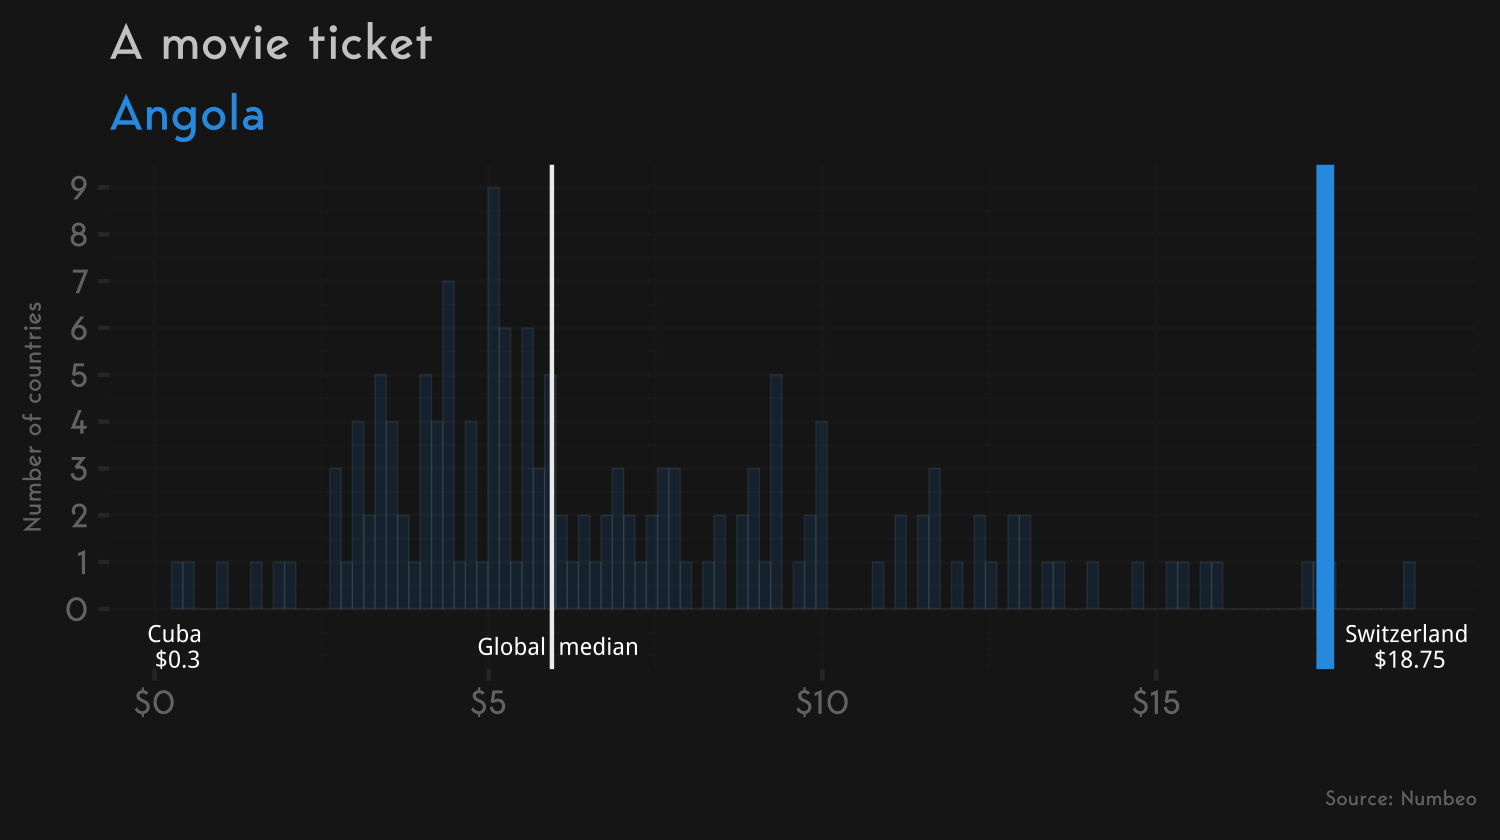 A movie ticket
Angola
Number of countries
9
8
7
6
5
4
3
2
1
0
Cuba
$0.3
Global median
Switzerland
$18.75
$0 $5 $10 $15
Source: Numbeo